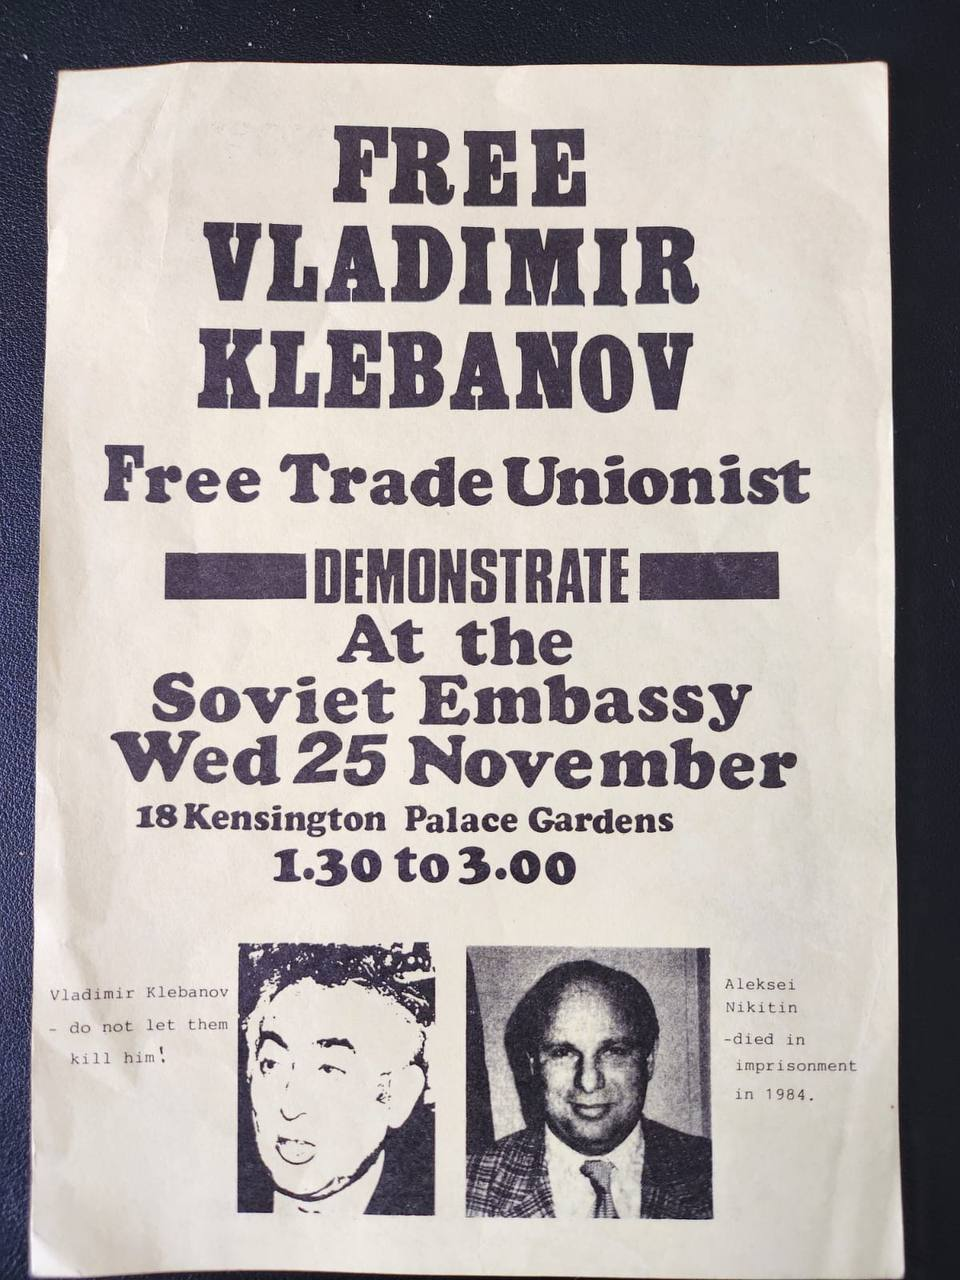 FREE
VLADIMIR
KLEBANOV
Free Trade Unionist
DEMONSTRATE
At the
Soviet Embassy
Wed 25 November
18 Kensington Palace Gardens
1.30 to 3.00
Vladimir Klebanov
- do not let them
kill him!
Aleksei
Nikitin
-died in
imprisonment
in 1984.